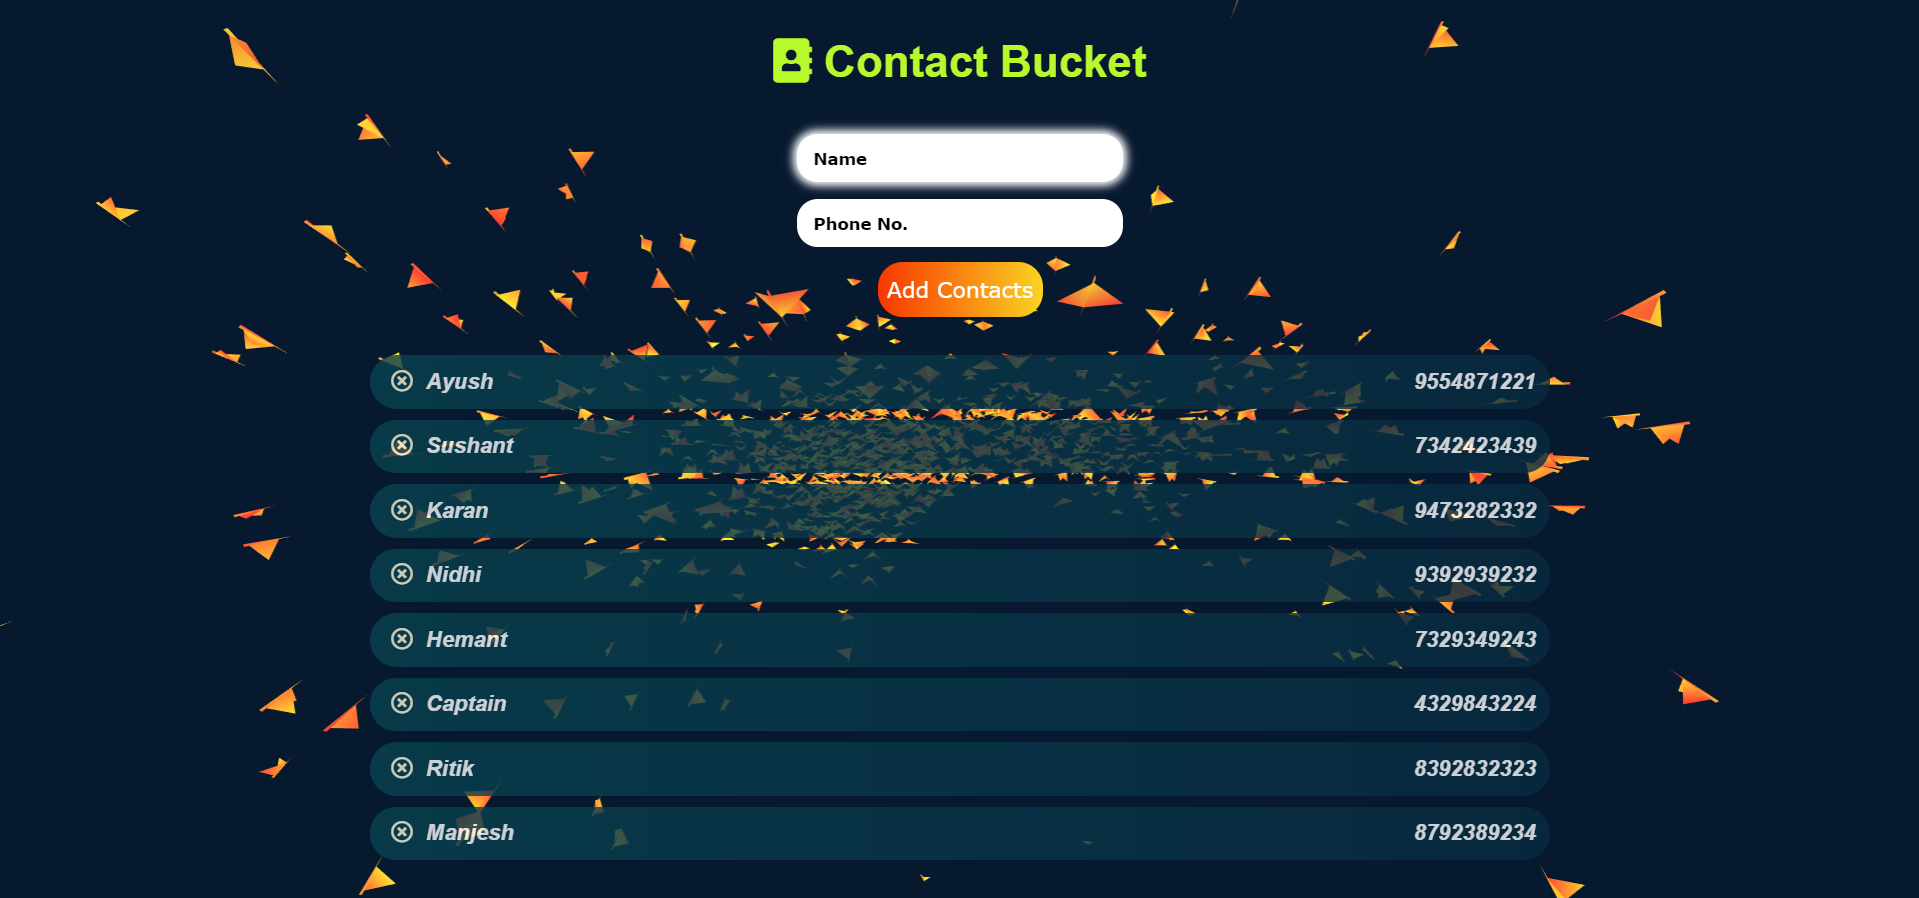 Contact Bucket
Name
Phone No.
Add Contacts
Ayush 9554871221
Sushant 7342423439
Karan 9473282332
Nidhi 9392939232
Hemant 7329349243
Captain 4329843224
Ritik 8392832323
Manjesh 8792389234